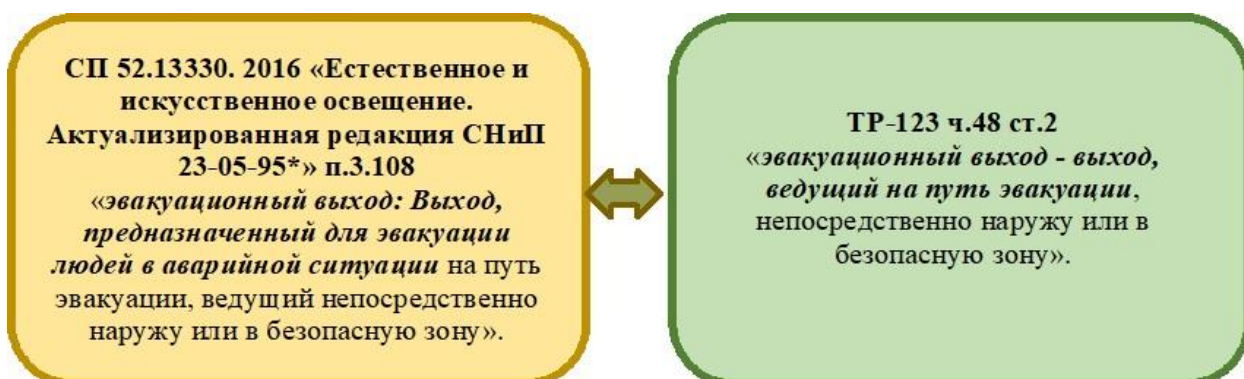 СП 52.13330. 2016 «Естественное и
искусственное освещение.
Актуализированная редакция СНиП
23-05-95*» п.3.108
«эвакуационный выход: Выход,
предназначенный для эвакуации
людей в аварийной ситуации на путь
эвакуации, ведущий непосредственно
наружу или в безопасную зону».
ТР-123 ч.48 ст.2
«эвакуационный выход - выход,
ведущий на путь эвакуации,
непосредственно наружу или в
безопасную зону».